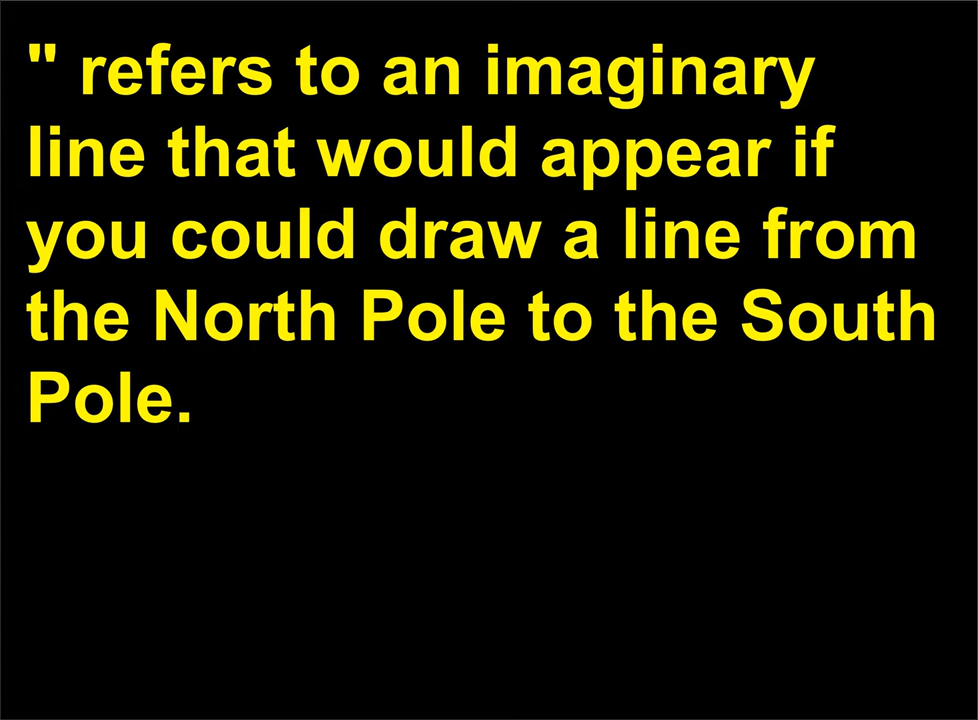 " refers to an imaginary
line that would appear if
you could draw a line from
the North Pole to the South
Pole.